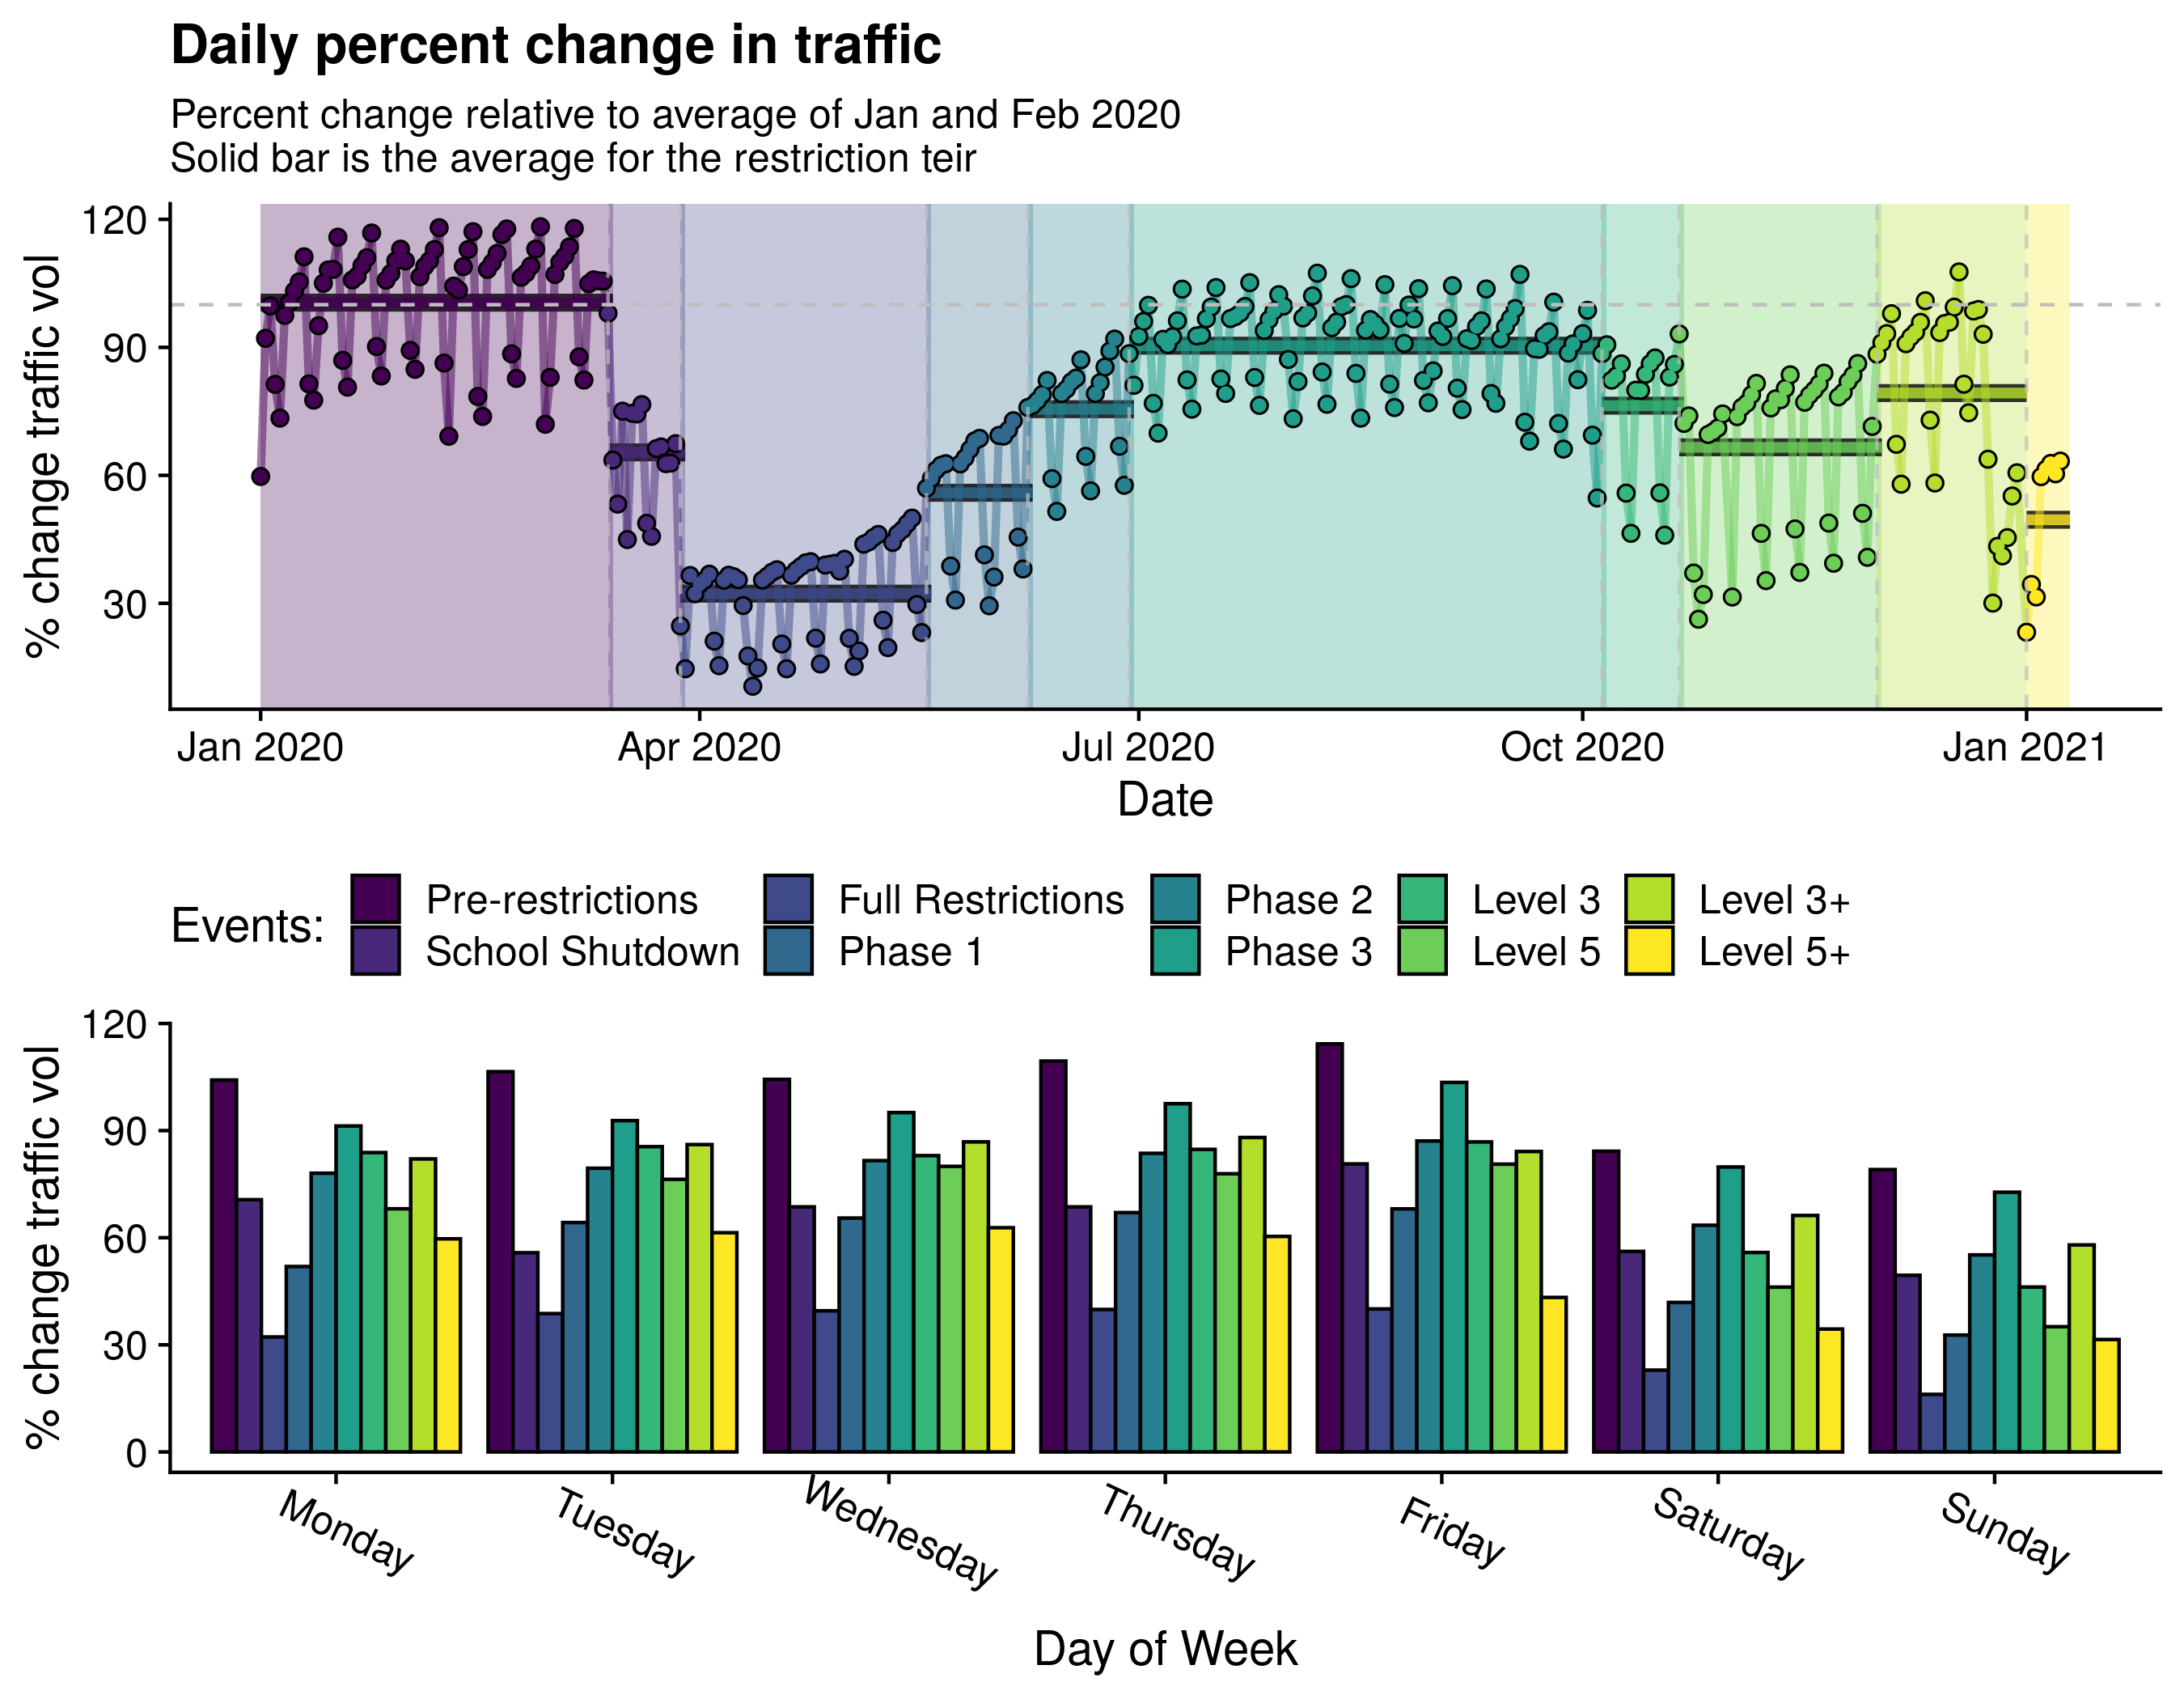 Daily percent change in traffic
Percent change relative to average of Jan and Feb 2020
Solid bar is the average for the restriction teir
% change traffic vol
120
90
60
30
Jan 2020 Apr 2020 Jul 2020 Oct 2020 Jan 2021
Date
Events:
Pre-restrictions Full Restrictions Phase 2 Level 3 Level 3+
School Shutdown Phase 1 Phase 3 Level 5 Level 5+
% change traffic vol
120
90
60
30
0
Monday Tuesday Wednesday Thursday Friday Saturday Sunday
Day of Week